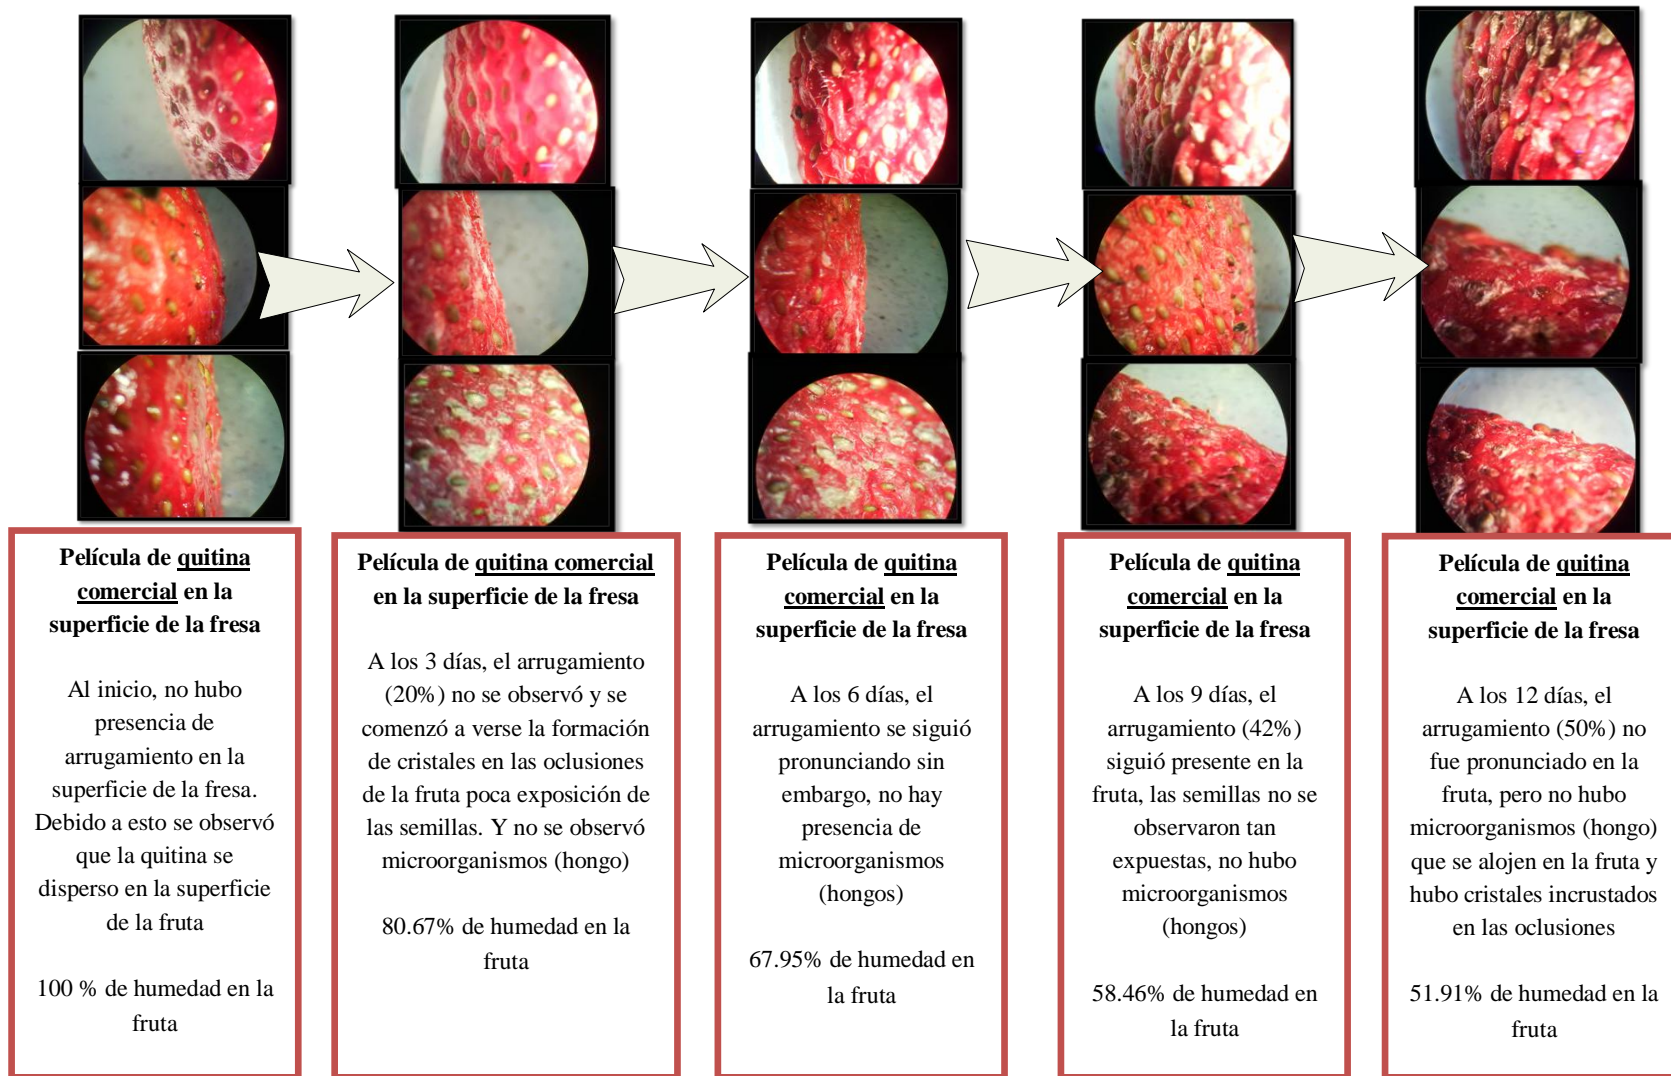 Película de quitina
comercial en la
superficie de la fresa
Al inicio, no hubo
presencia de
arrugamiento en la
superficie de la fresa.
Debido a esto se observó
que la quitina se
disperso en la superficie
de la fruta
100 % de humedad en la
fruta
Película de quitina comercial
en la superficie de la fresa
A los 3 días, el arrugamiento
(20%) no se observó y se
comenzó a verse la formación
de cristales en las oclusiones
de la fruta poca exposición de
las semillas. Y no se observó
microorganismos (hongo)
80.67% de humedad en la
fruta
Película de quitina
comercial en la
superficie de la fresa
A los 6 días, el
arrugamiento se siguió
pronunciando sin
embargo, no hay
presencia de
microorganismos
(hongos)
67.95% de humedad en
la fruta
Película de quitina
comercial en la
superficie de la fresa
A los 9 días, el
arrugamiento (42%)
siguió presente en la
fruta, las semillas no se
observaron tan
expuestas, no hubo
microorganismos
(hongos)
58.46% de humedad en
la fruta
Película de quitina
comercial en la
superficie de la fresa
A los 12 días, el
arrugamiento (50%) no
fue pronunciado en la
fruta, pero no hubo
microorganismos (hongo)
que se alojen en la fruta y
hubo cristales incrustados
en las oclusiones
51.91% de humedad en la
fruta